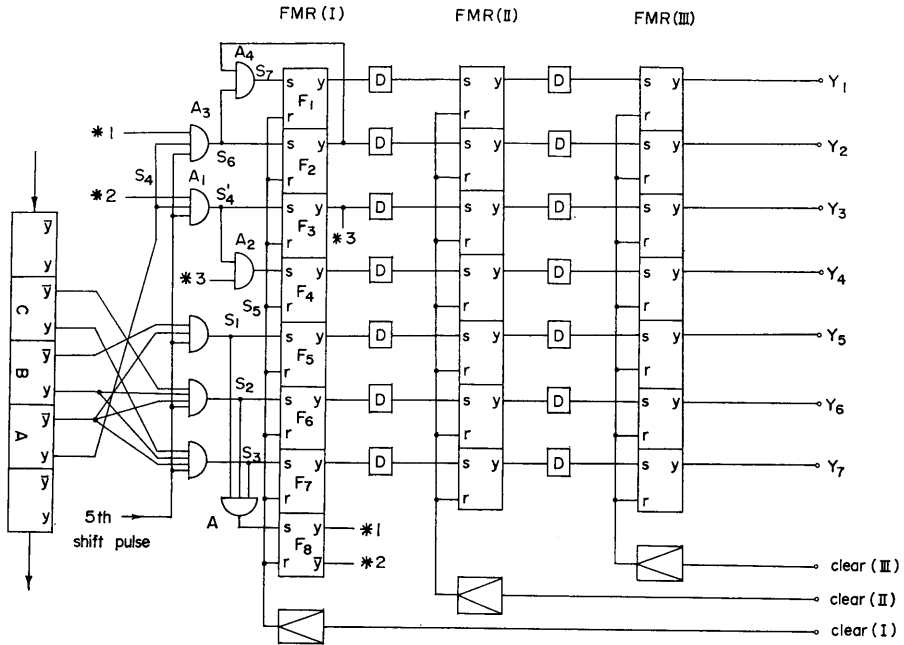 FMR(I) FMR(II) FMR(III)
A4
S7
s y D s y D s y Y1
F1
r r r
A3
*1
S6
s y D s y D s y Y2
F2
r r r
S4
A1
*2
S4'
s y D s y D s y Y3
F3
r *3 r r
A2
*3
s y D s y D s y Y4
F4
S5
r r r
S1
s y D s y D s y Y5
F5
r r r
S2
s y D s y D s y Y6
F6
r r r
S3
s y D s y D s y Y7
F7
r r r
A
s y *1
F8
r ȳ *2
ȳ
y
C ȳ
y
B ȳ
y
A ȳ
y
ȳ
y
5th
shift pulse
clear(III)
clear(II)
clear(I)